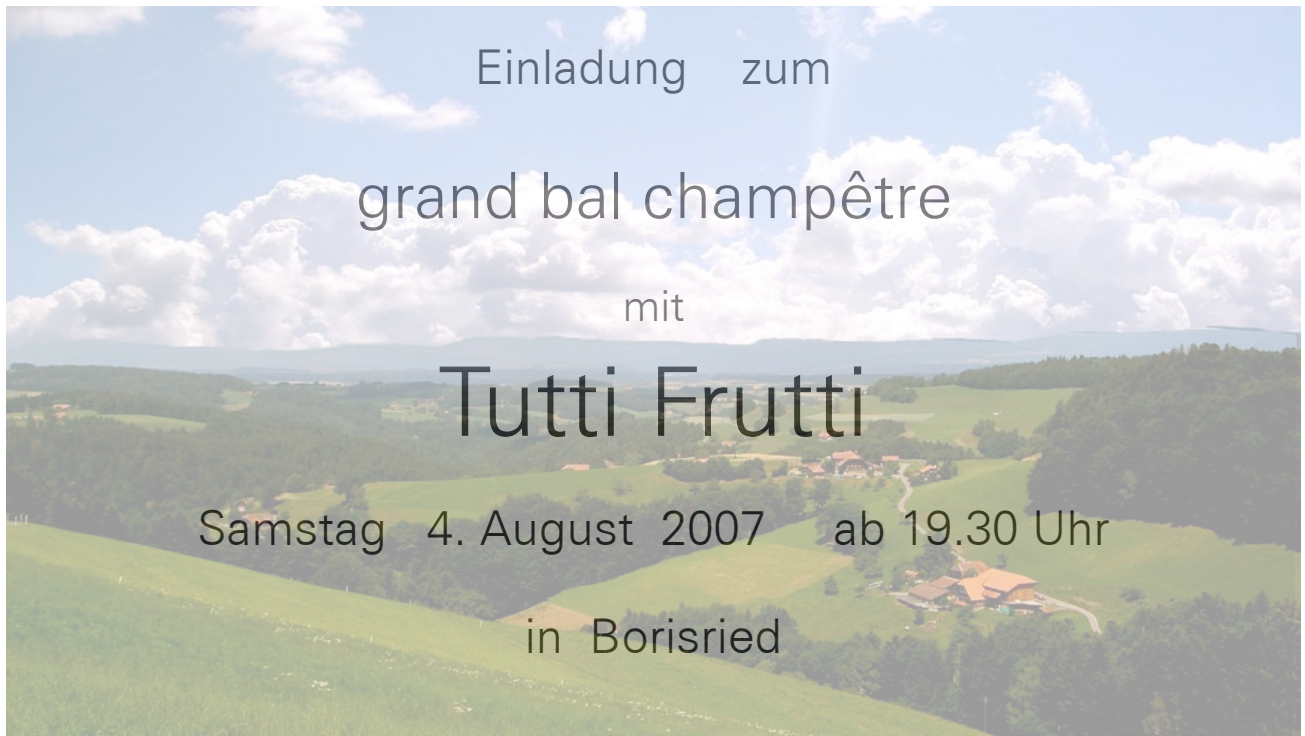 Einladung zum
grand bal champêtre
mit
Tutti Frutti
Samstag 4. August 2007 ab 19.30 Uhr
in Borisried